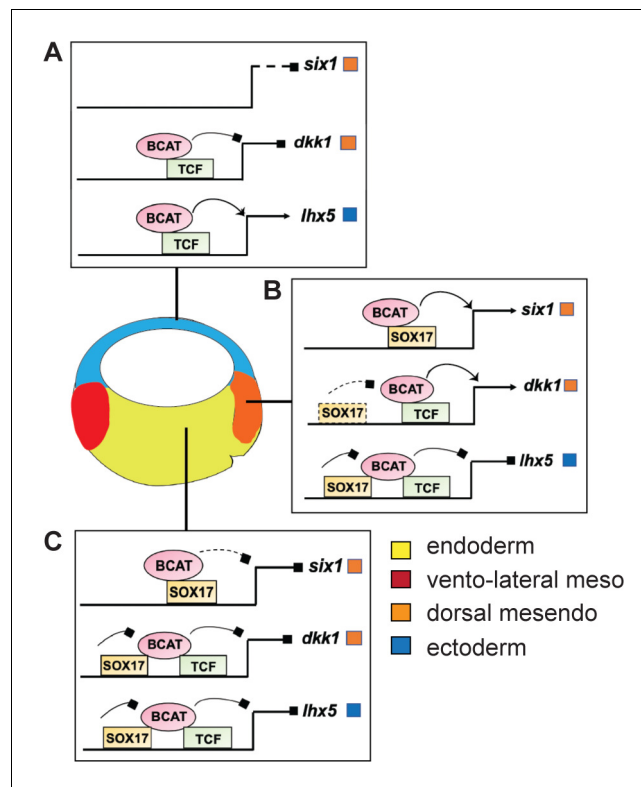 A
six1
BCAT
dkk1
TCF
BCAT
lhx5
TCF
B
BCAT
six1
SOX17
BCAT
dkk1
SOX17
TCF
BCAT
lhx5
SOX17
TCF
C
BCAT
six1
SOX17
BCAT
dkk1
SOX17
TCF
BCAT
lhx5
SOX17
TCF
endoderm
vento-lateral meso
dorsal mesendo
ectoderm